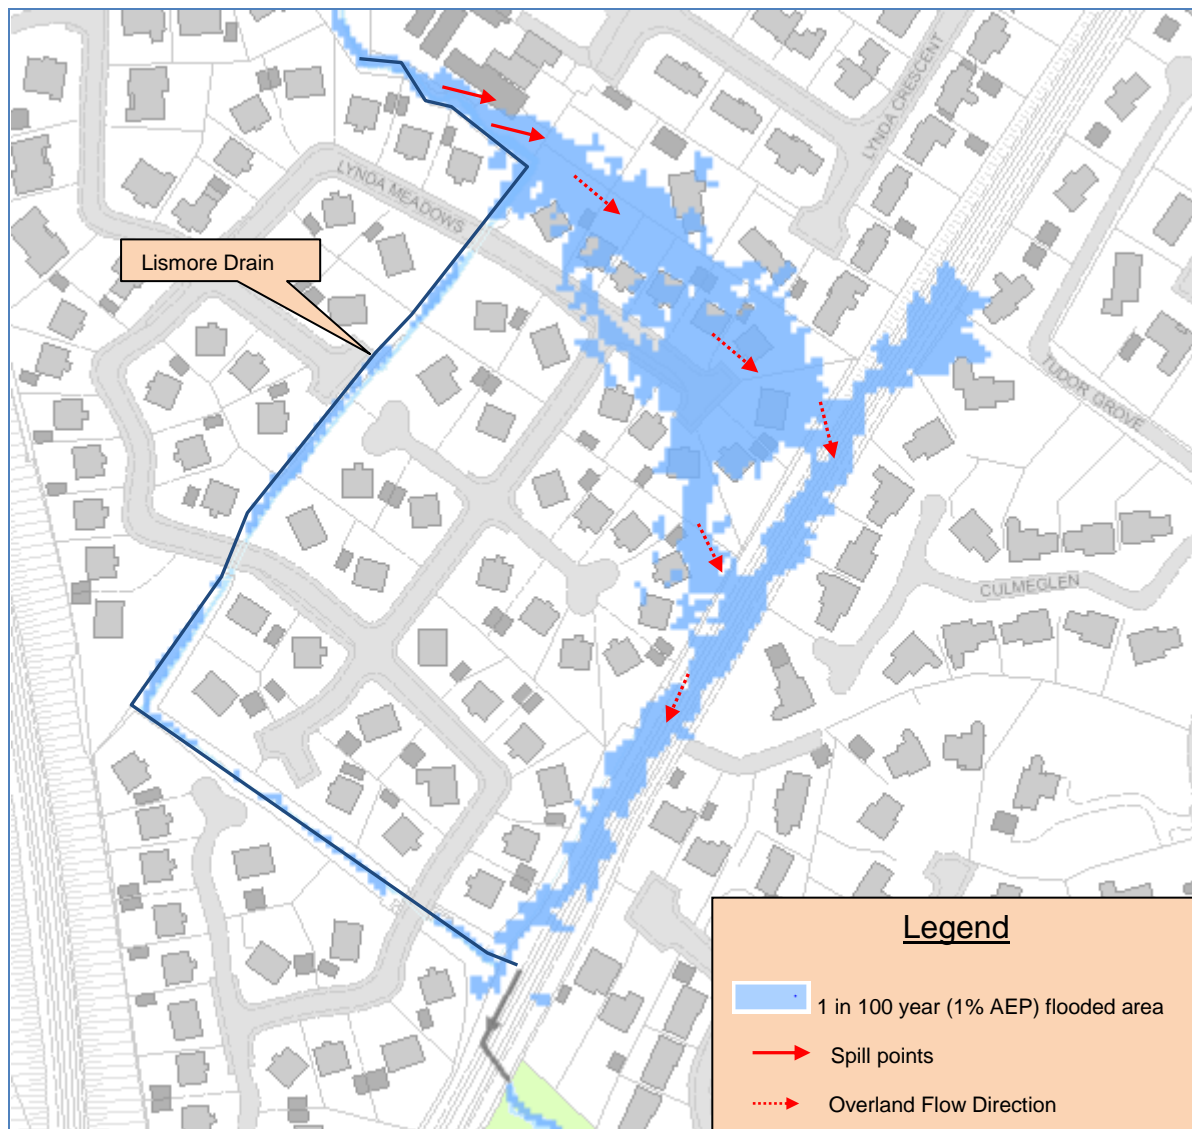 LYNDA CRESCENT
LYNDA MEADOWS
Lismore Drain
TUDOR GROVE
CULMEGLEN
Legend
1 in 100 year (1% AEP) flooded area
Spill points
Overland Flow Direction